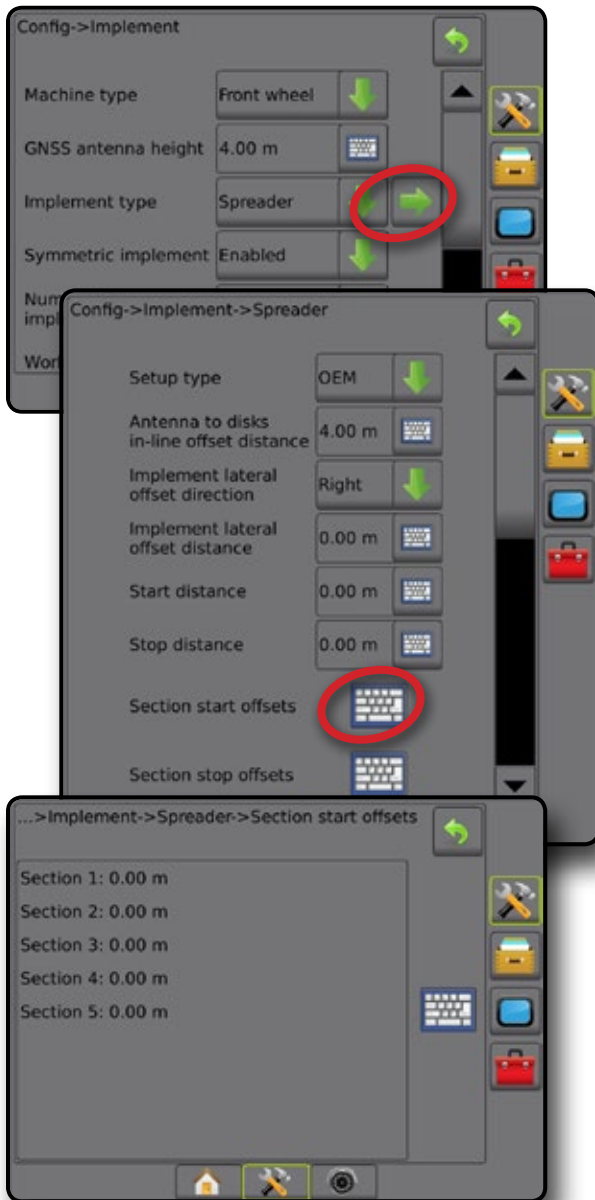 Config->Implement
Machine type Front wheel
GNSS antenna height 4.00 m
Implement type Spreader
Symmetric implement Enabled
Config->Implement->Spreader
Setup type OEM
Antenna to disks
in-line offset distance 4.00 m
Implement lateral
offset direction Right
Implement lateral
offset distance 0.00 m
Start distance 0.00 m
Stop distance 0.00 m
Section start offsets
Section stop offsets
...>Implement->Spreader->Section start offsets
Section 1: 0.00 m
Section 2: 0.00 m
Section 3: 0.00 m
Section 4: 0.00 m
Section 5: 0.00 m